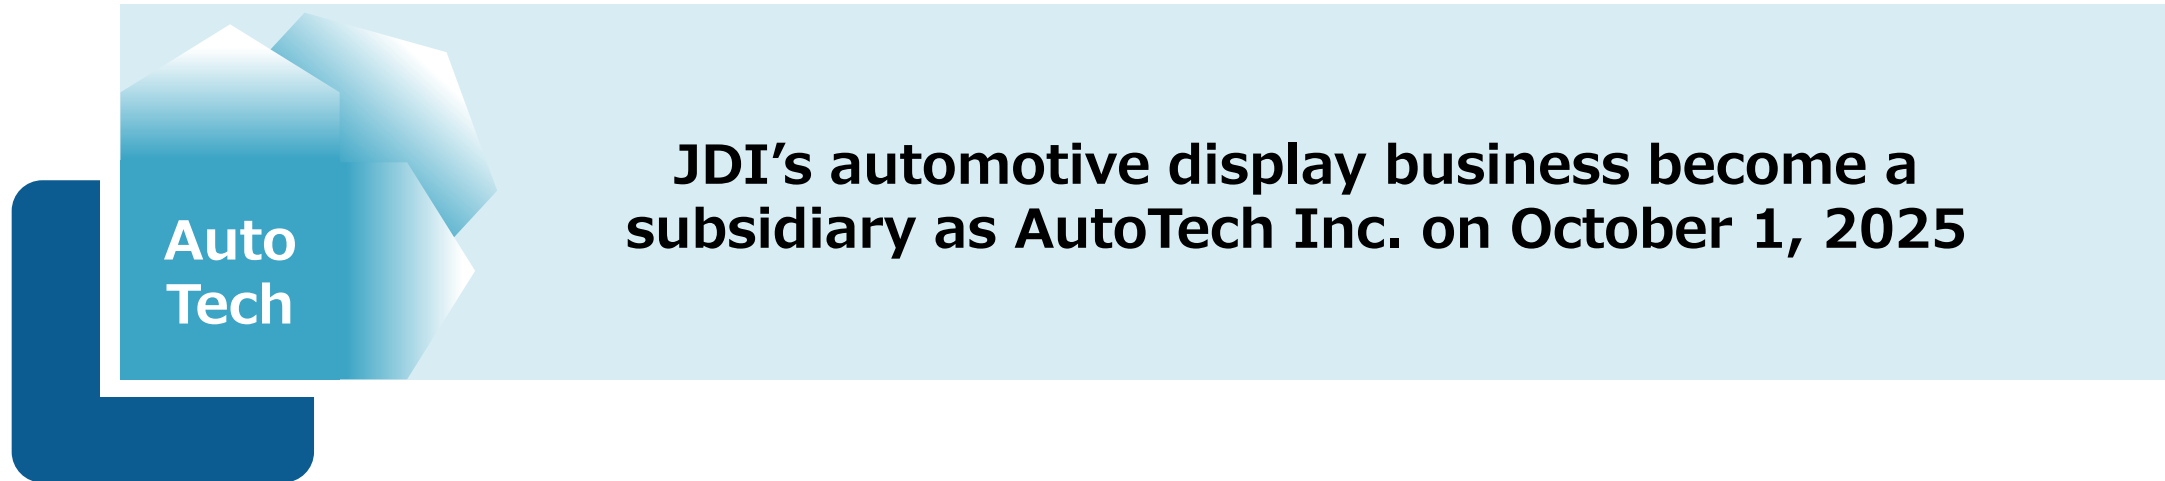 Auto
Tech
JDI’s automotive display business become a
subsidiary as AutoTech Inc. on October 1, 2025